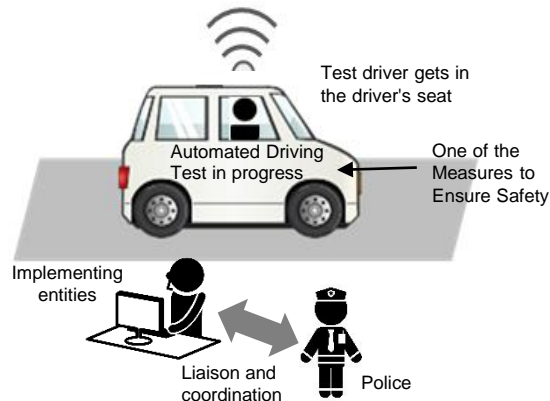 Test driver gets in
the driver's seat
Automated Driving
Test in progress
One of the
Measures to
Ensure Safety
Implementing
entities
Liaison and
coordination
Police